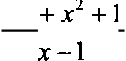 + x² + 1
x − 1